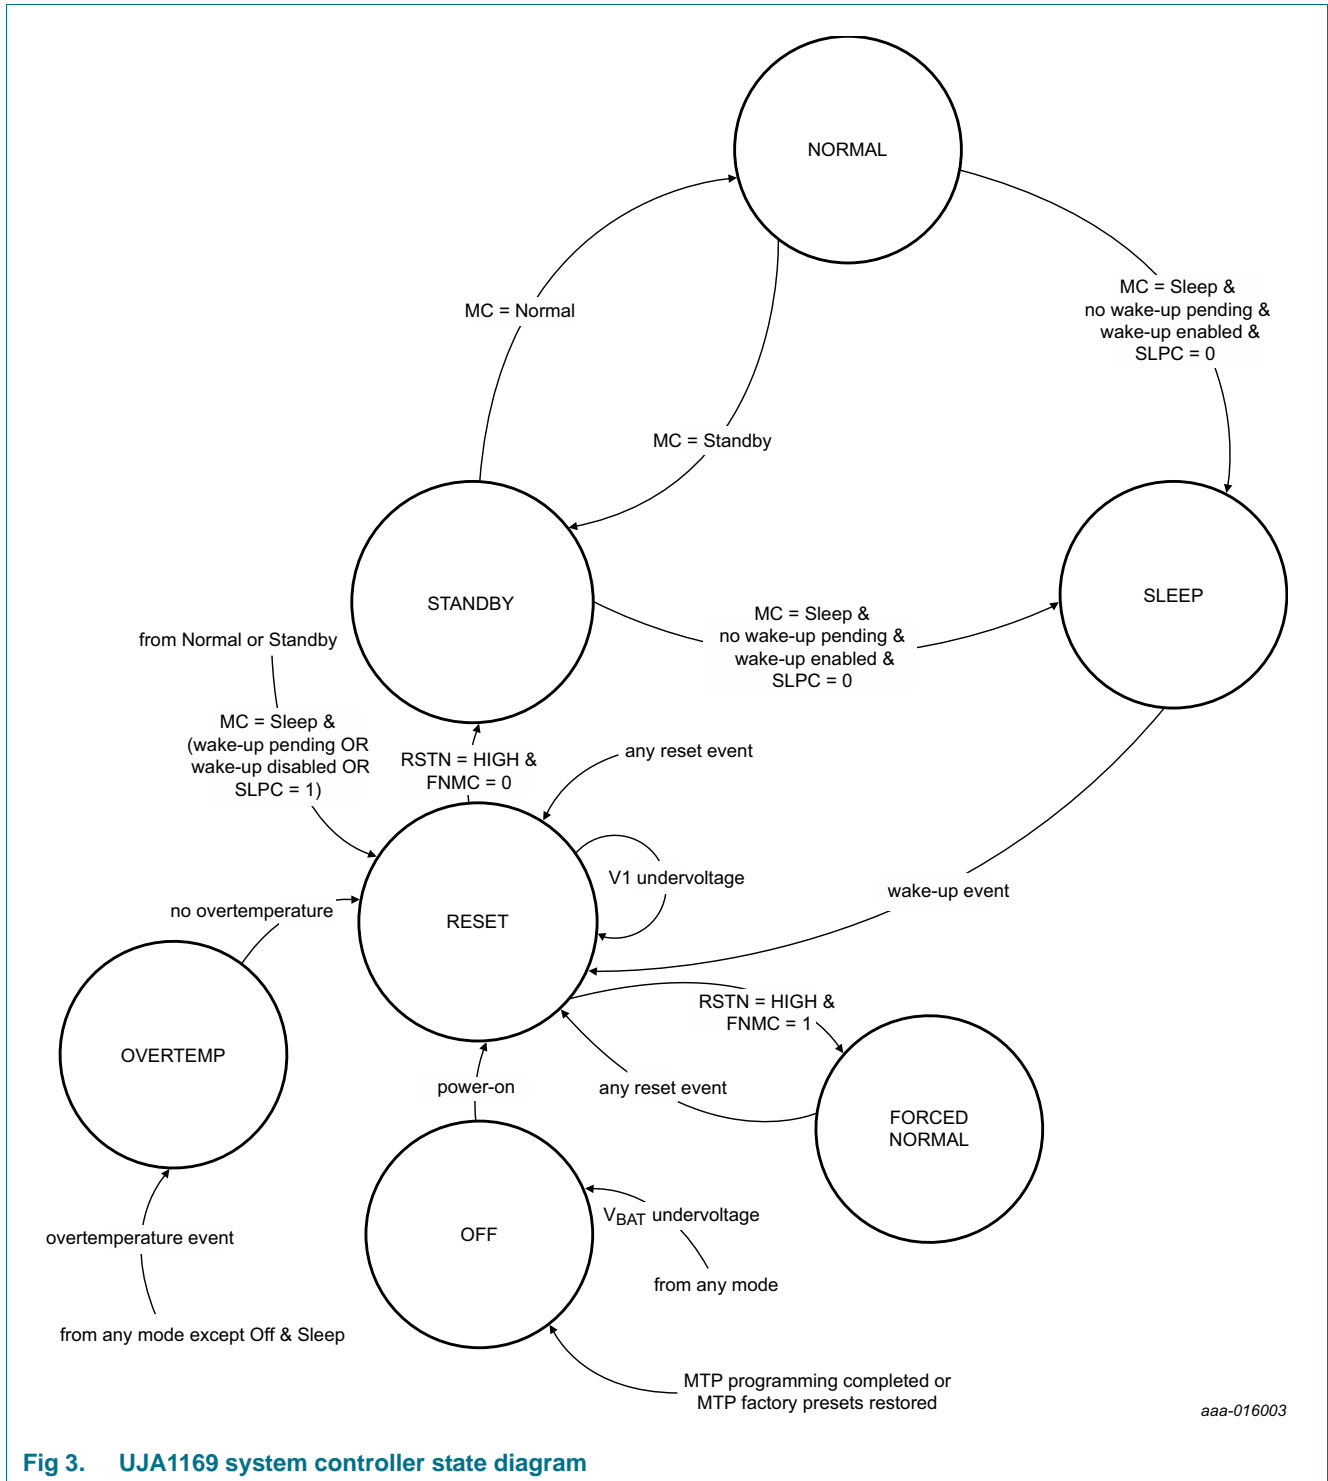 NORMAL
MC = Sleep &
no wake-up pending &
wake-up enabled &
SLPC = 0
MC = Normal
MC = Standby
STANDBY
SLEEP
MC = Sleep &
no wake-up pending &
wake-up enabled &
SLPC = 0
from Normal or Standby
MC = Sleep &
(wake-up pending OR
wake-up disabled OR
SLPC = 1)
RSTN = HIGH &
FNMC = 0
any reset event
V1 undervoltage
wake-up event
no overtemperature
RESET
RSTN = HIGH &
FNMC = 1
OVERTEMP
power-on
any reset event
FORCED
NORMAL
OFF
VBAT undervoltage
from any mode
overtemperature event
from any mode except Off & Sleep
MTP programming completed or
MTP factory presets restored
aaa-016003
Fig 3. UJA1169 system controller state diagram